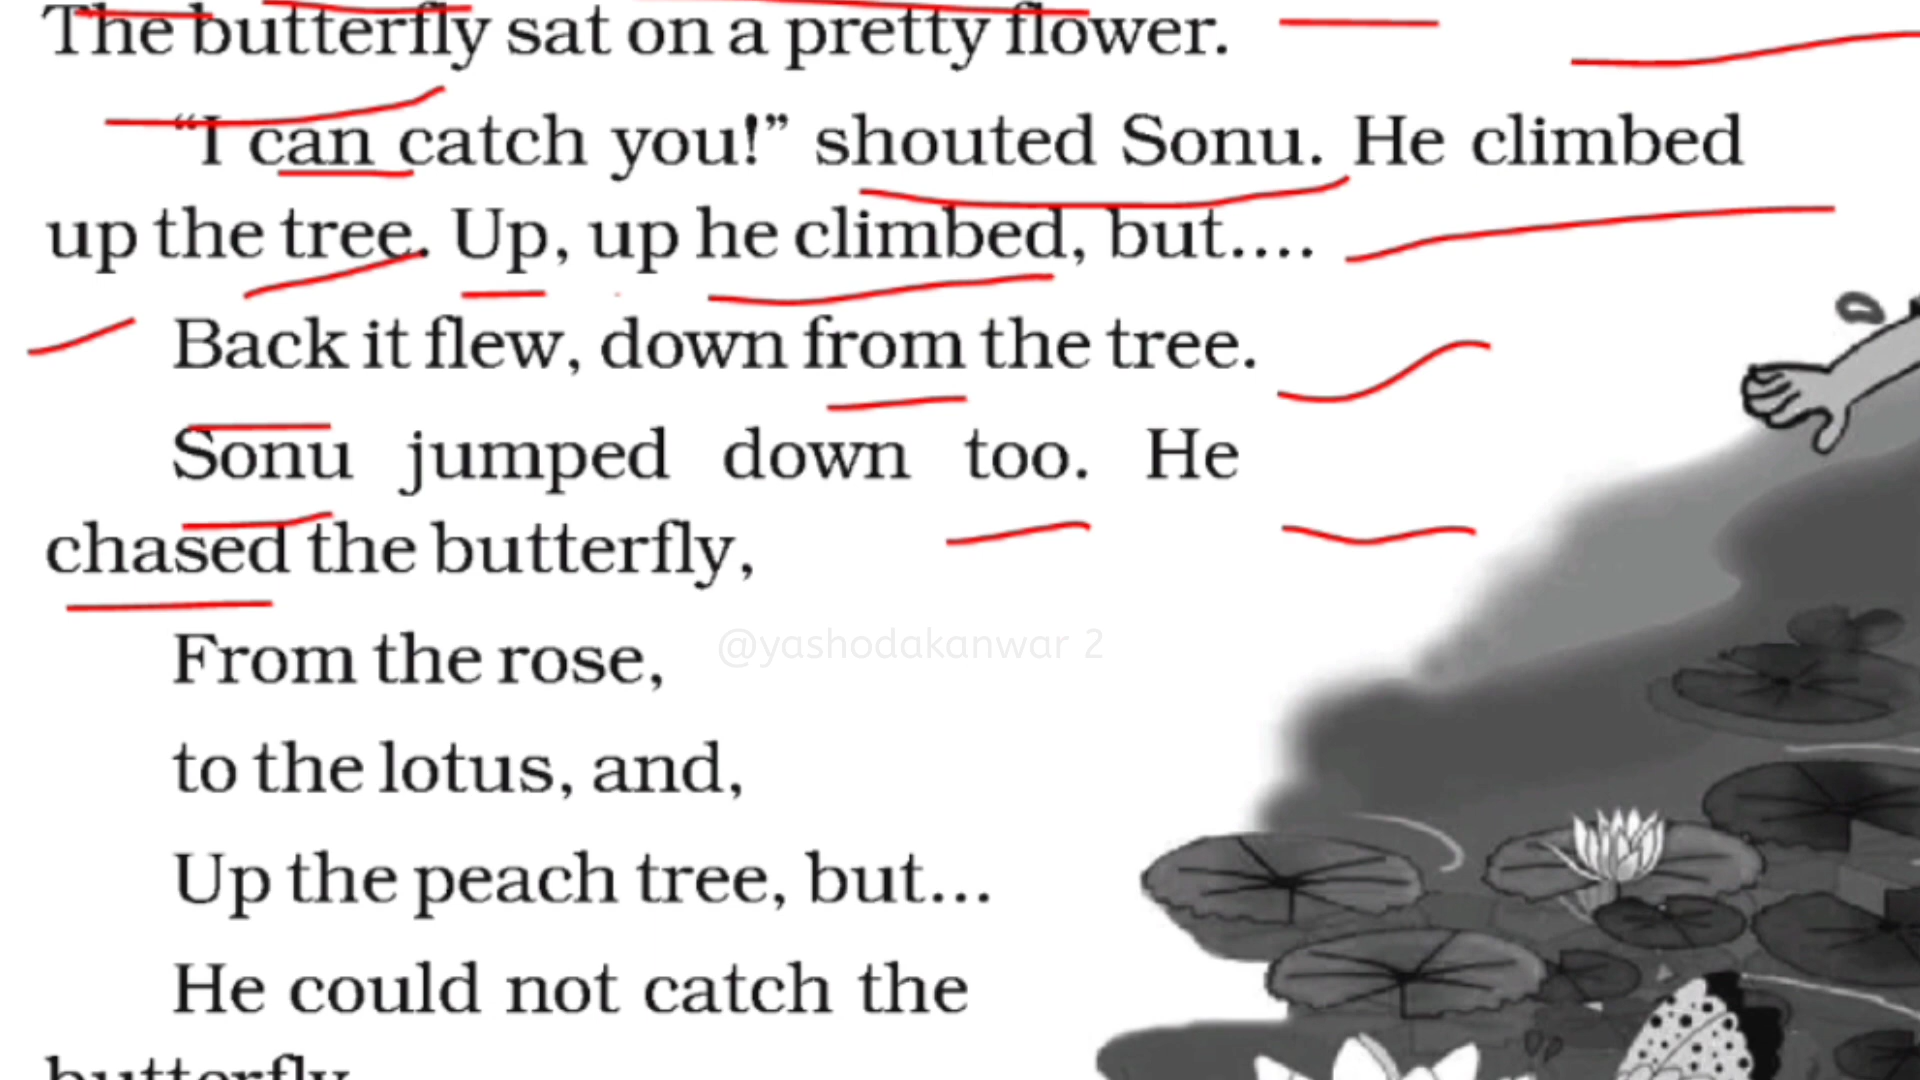 The butterfly sat on a pretty flower.
“I can catch you!” shouted Sonu. He climbed
up the tree. Up, up he climbed, but....
Back it flew, down from the tree.
Sonu jumped down too. He
chased the butterfly,
From the rose,
@yashodakanwar 2
to the lotus, and,
Up the peach tree, but...
He could not catch the
butterfly.